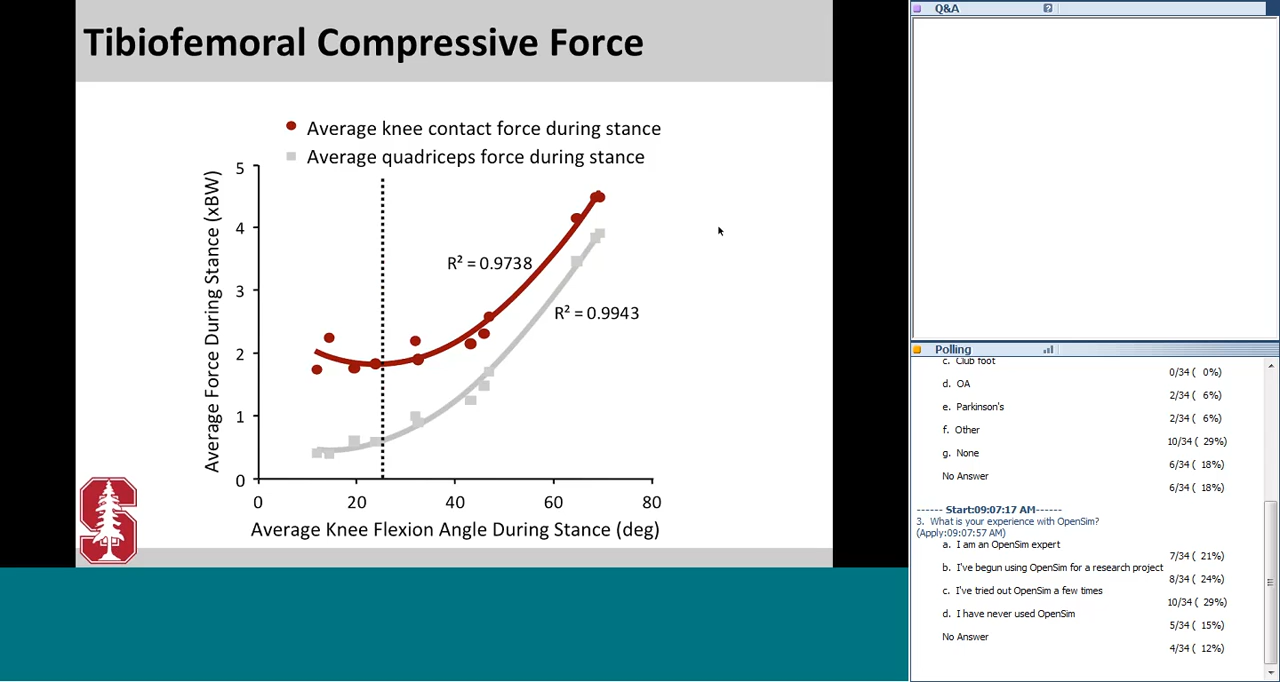 Tibiofemoral Compressive Force
Average knee contact force during stance
Average quadriceps force during stance
Average Force During Stance (xBW)
5
4
3
2
1
0
R² = 0.9738
R² = 0.9943
0 20 40 60 80
Average Knee Flexion Angle During Stance (deg)
Q&A
?
Polling
c. Club foot
0/34 ( 0%)
d. OA
2/34 ( 6%)
e. Parkinson's
2/34 ( 6%)
f. Other
10/34 ( 29%)
g. None
6/34 ( 18%)
No Answer
6/34 ( 18%)
------ Start:09:07:17 AM------
3. What is your experience with OpenSim?
(Apply:09:07:57 AM)
a. I am an OpenSim expert
7/34 ( 21%)
b. I've begun using OpenSim for a research project
8/34 ( 24%)
c. I've tried out OpenSim a few times
10/34 ( 29%)
d. I have never used OpenSim
5/34 ( 15%)
No Answer
4/34 ( 12%)